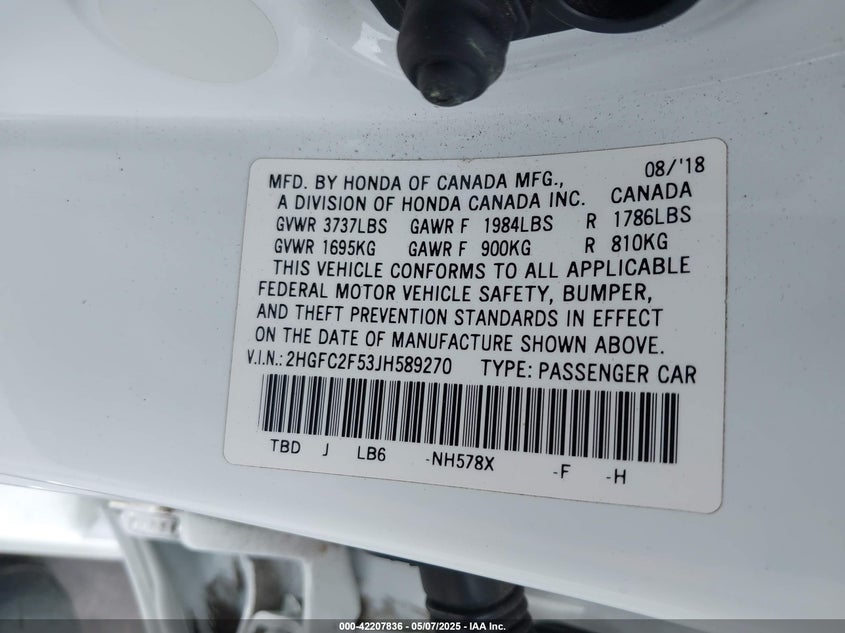 08/'18
MFD. BY HONDA OF CANADA MFG.,
A DIVISION OF HONDA CANADA INC. CANADA
GVWR 3737LBS GAWR F 1984LBS R 1786LBS
GVWR 1695KG GAWR F 900KG R 810KG
THIS VEHICLE CONFORMS TO ALL APPLICABLE
FEDERAL MOTOR VEHICLE SAFETY, BUMPER,
AND THEFT PREVENTION STANDARDS IN EFFECT
ON THE DATE OF MANUFACTURE SHOWN ABOVE.
V.I.N.: 2HGFC2F53JH589270 TYPE: PASSENGER CAR
TBD J LB6 -NH578X -F -H
000-42207836 - 05/07/2025 - IAA Inc.